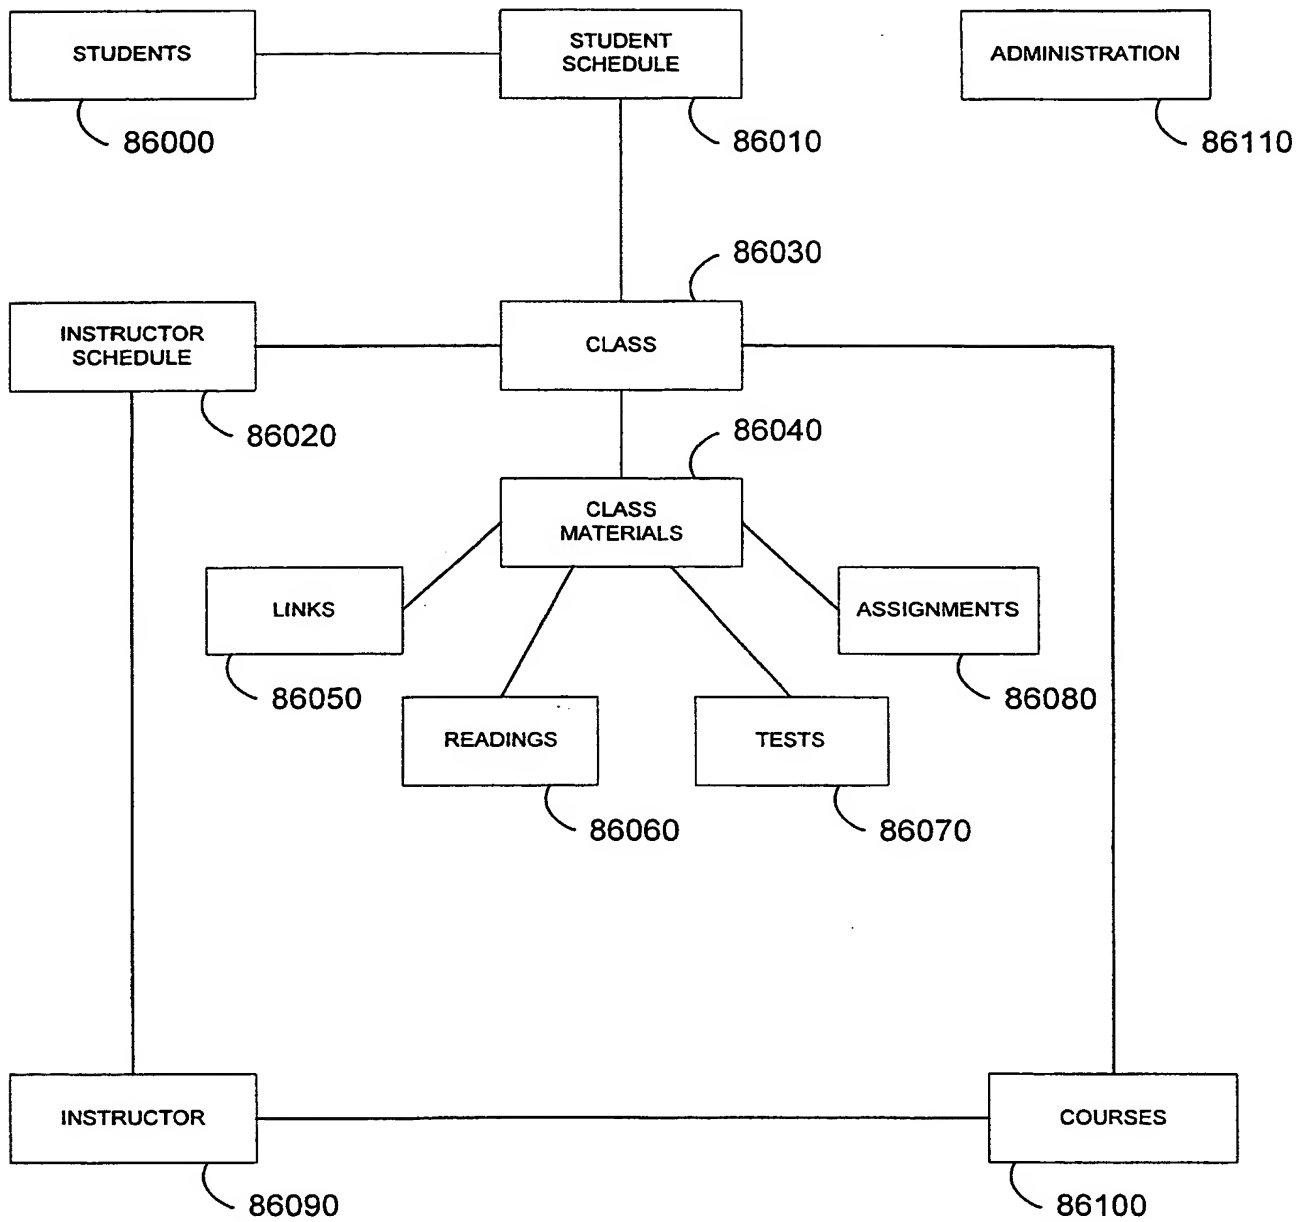 STUDENTS
STUDENT
SCHEDULE
ADMINISTRATION
86000
86010
86110
86030
INSTRUCTOR
SCHEDULE
CLASS
86020
86040
CLASS
MATERIALS
LINKS
ASSIGNMENTS
86050
86080
READINGS
TESTS
86060
86070
INSTRUCTOR
COURSES
86090
86100